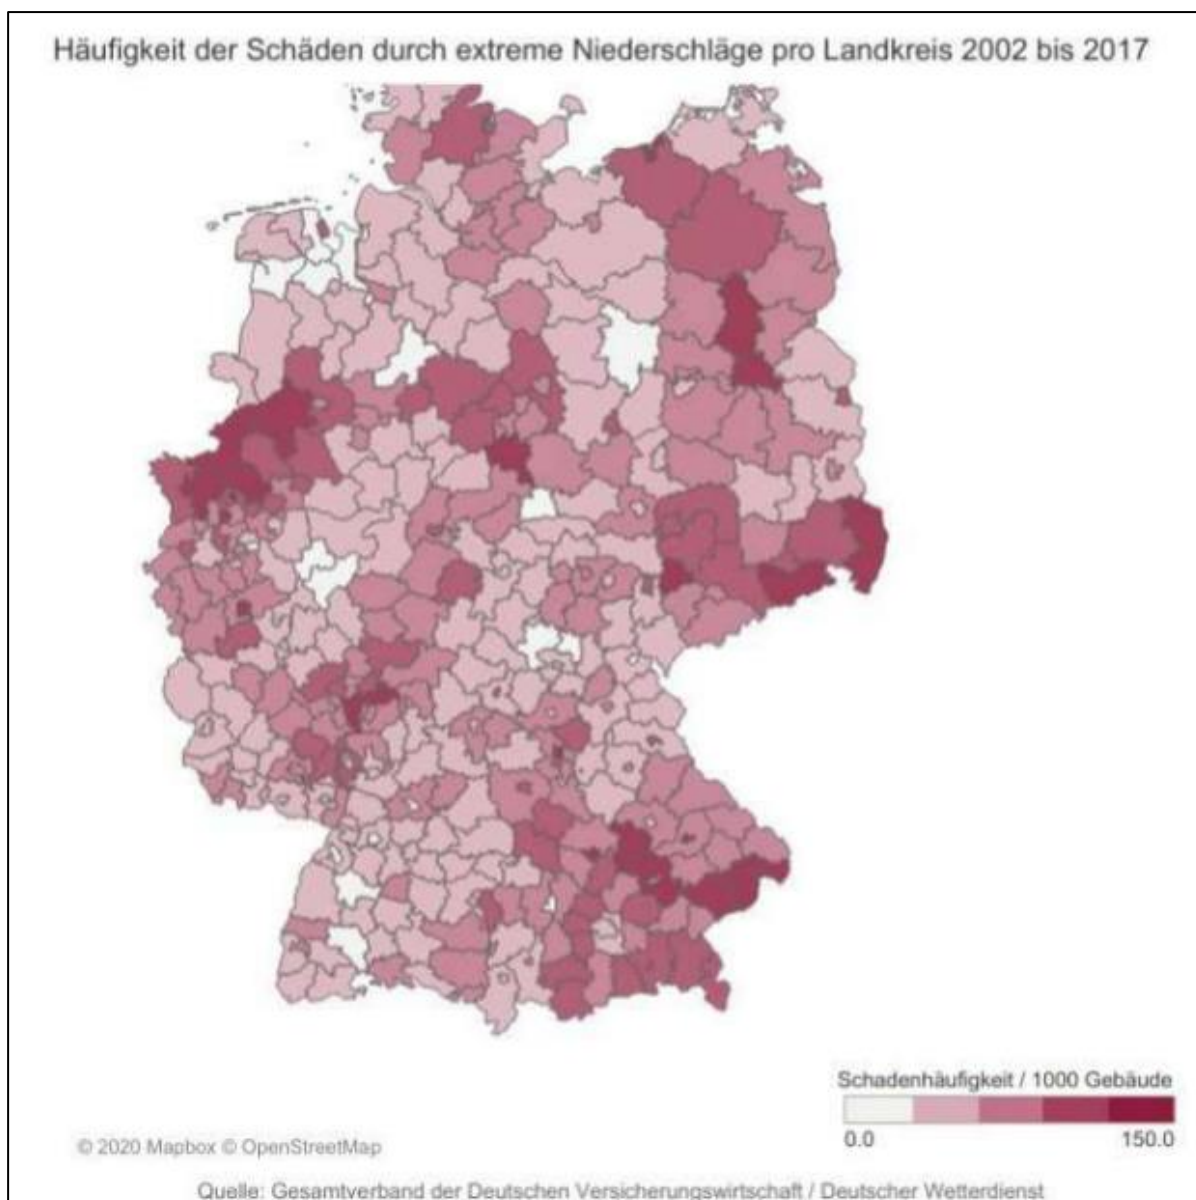 Häufigkeit der Schäden durch extreme Niederschläge pro Landkreis 2002 bis 2017
Schadenhäufigkeit / 1000 Gebäude
0.0 150.0
© 2020 Mapbox © OpenStreetMap
Quelle: Gesamtverband der Deutschen Versicherungswirtschaft / Deutscher Wetterdienst